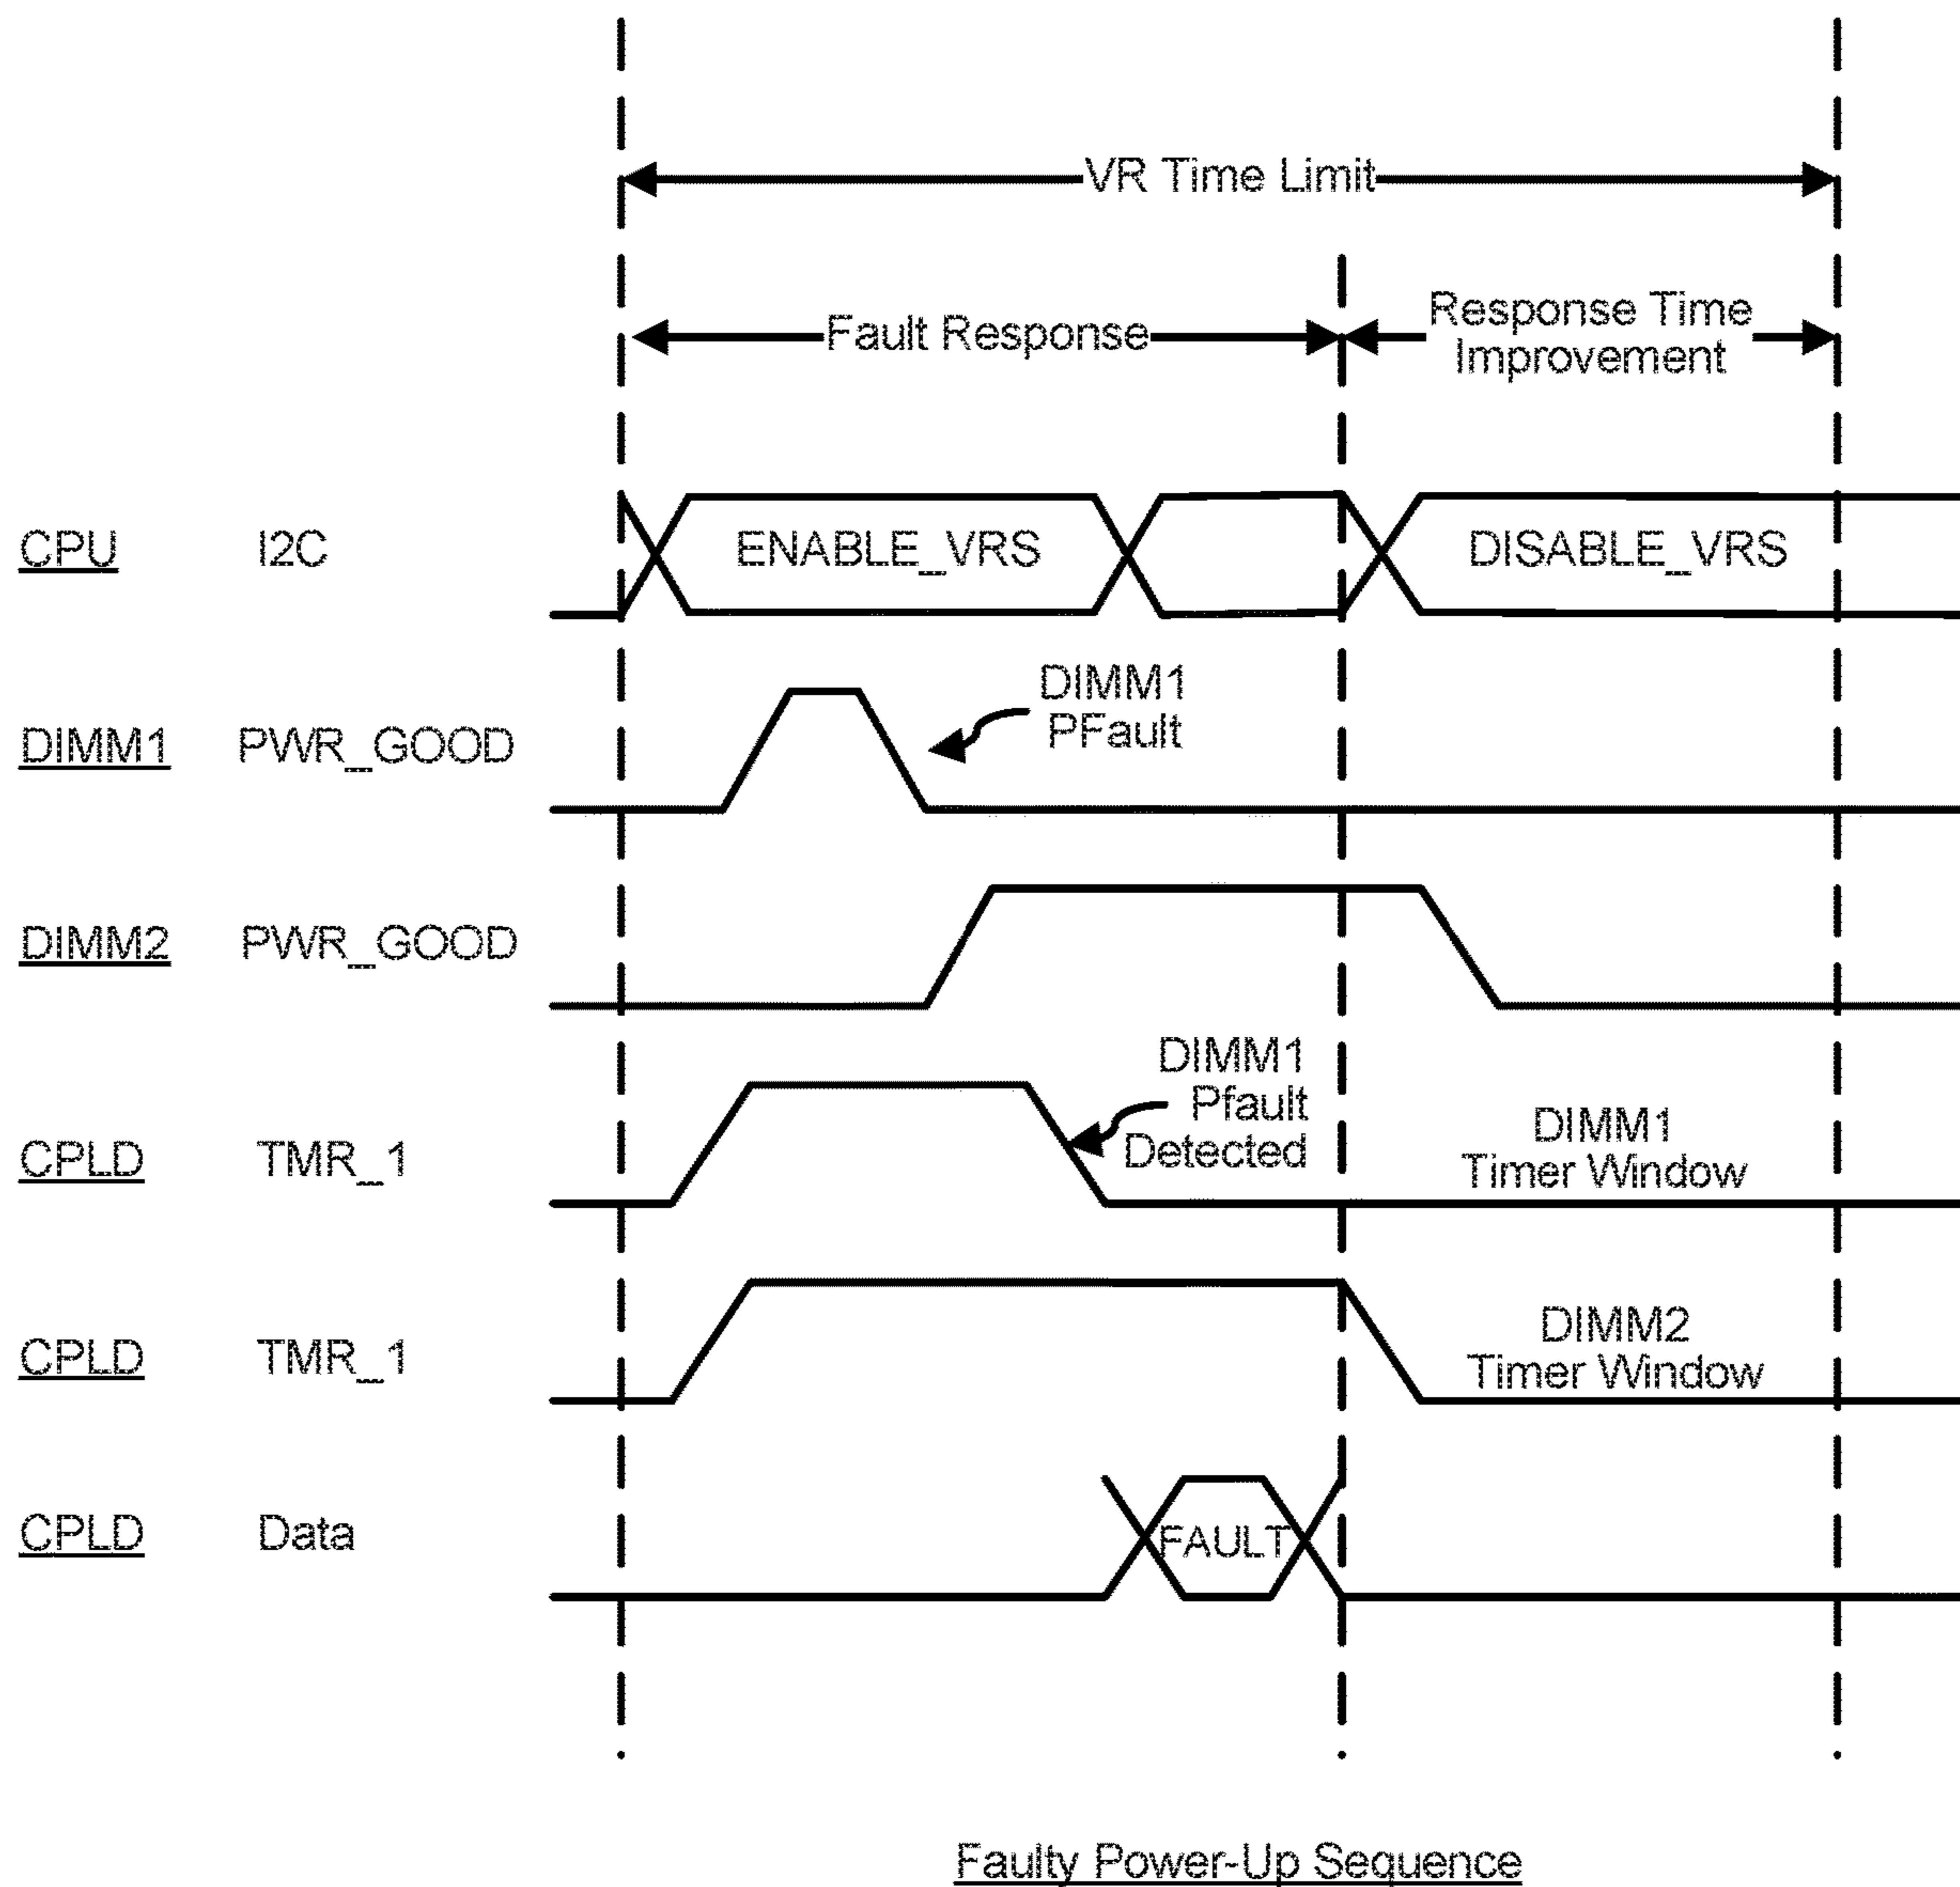 VR Time Limit
Fault Response
Response Time
Improvement
CPU I2C ENABLE_VRS DISABLE_VRS
DIMM1
PFault
DIMM1 PWR_GOOD
DIMM2 PWR_GOOD
DIMM1
Pfault
Detected
CPLD TMR_1
DIMM1
Timer Window
CPLD TMR_1
DIMM2
Timer Window
CPLD Data FAULT
Faulty Power-Up Sequence